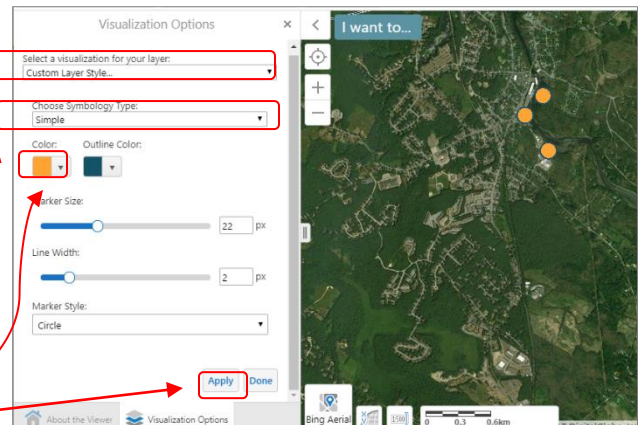 Visualization Options
×
Select a visualization for your layer:
Custom Layer Style...
Choose Symbology Type:
Simple
Color: Outline Color:
Marker Size:
22 px
Line Width:
2 px
Marker Style:
Circle
Apply Done
About the Viewer Visualization Options
< I want to...
+
−
Bing Aerial
0 0.3 0.6km